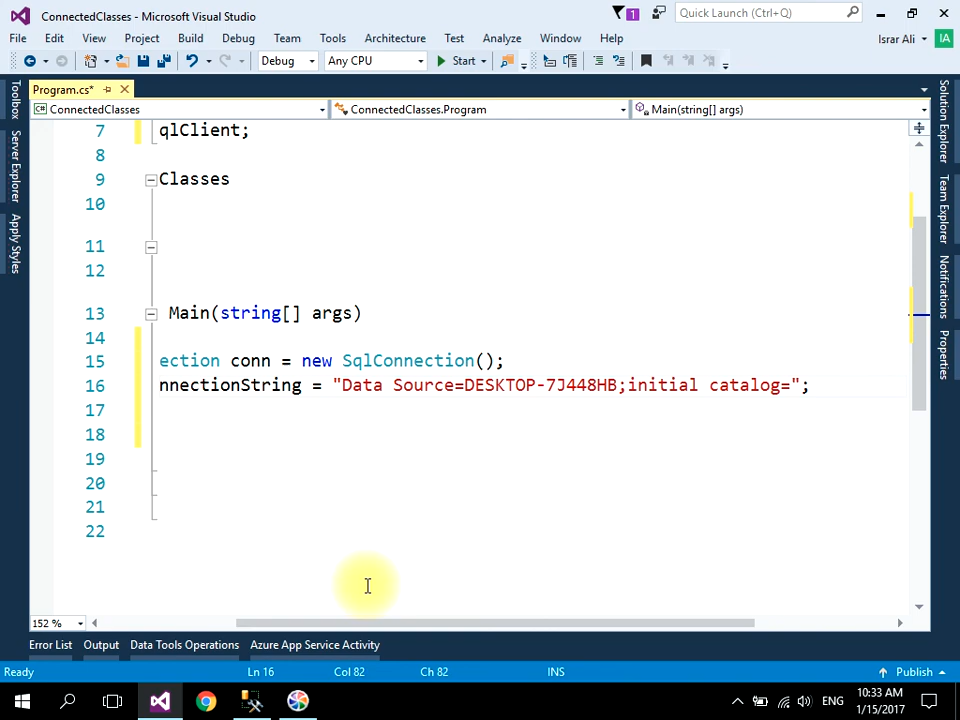 ConnectedClasses - Microsoft Visual Studio
1
Quick Launch (Ctrl+Q)
File Edit View Project Build Debug Team Tools Architecture Test Analyze Window Help
Israr Ali IA
Debug Any CPU Start
Program.cs*
ConnectedClasses ConnectedClasses.Program Main(string[] args)
7 qlClient;
8
9 Classes
10
11
12
13 Main(string[] args)
14
15 ection conn = new SqlConnection();
16 nnectionString = "Data Source=DESKTOP-7J448HB;initial catalog=";
17
18
19
20
21
22
Toolbox
Server Explorer
Apply Styles
Solution Explorer
Team Explorer
Notifications
Properties
152 %
Error List Output Data Tools Operations Azure App Service Activity
Ready Ln 16 Col 82 Ch 82 INS Publish
ENG
10:33 AM
1/15/2017